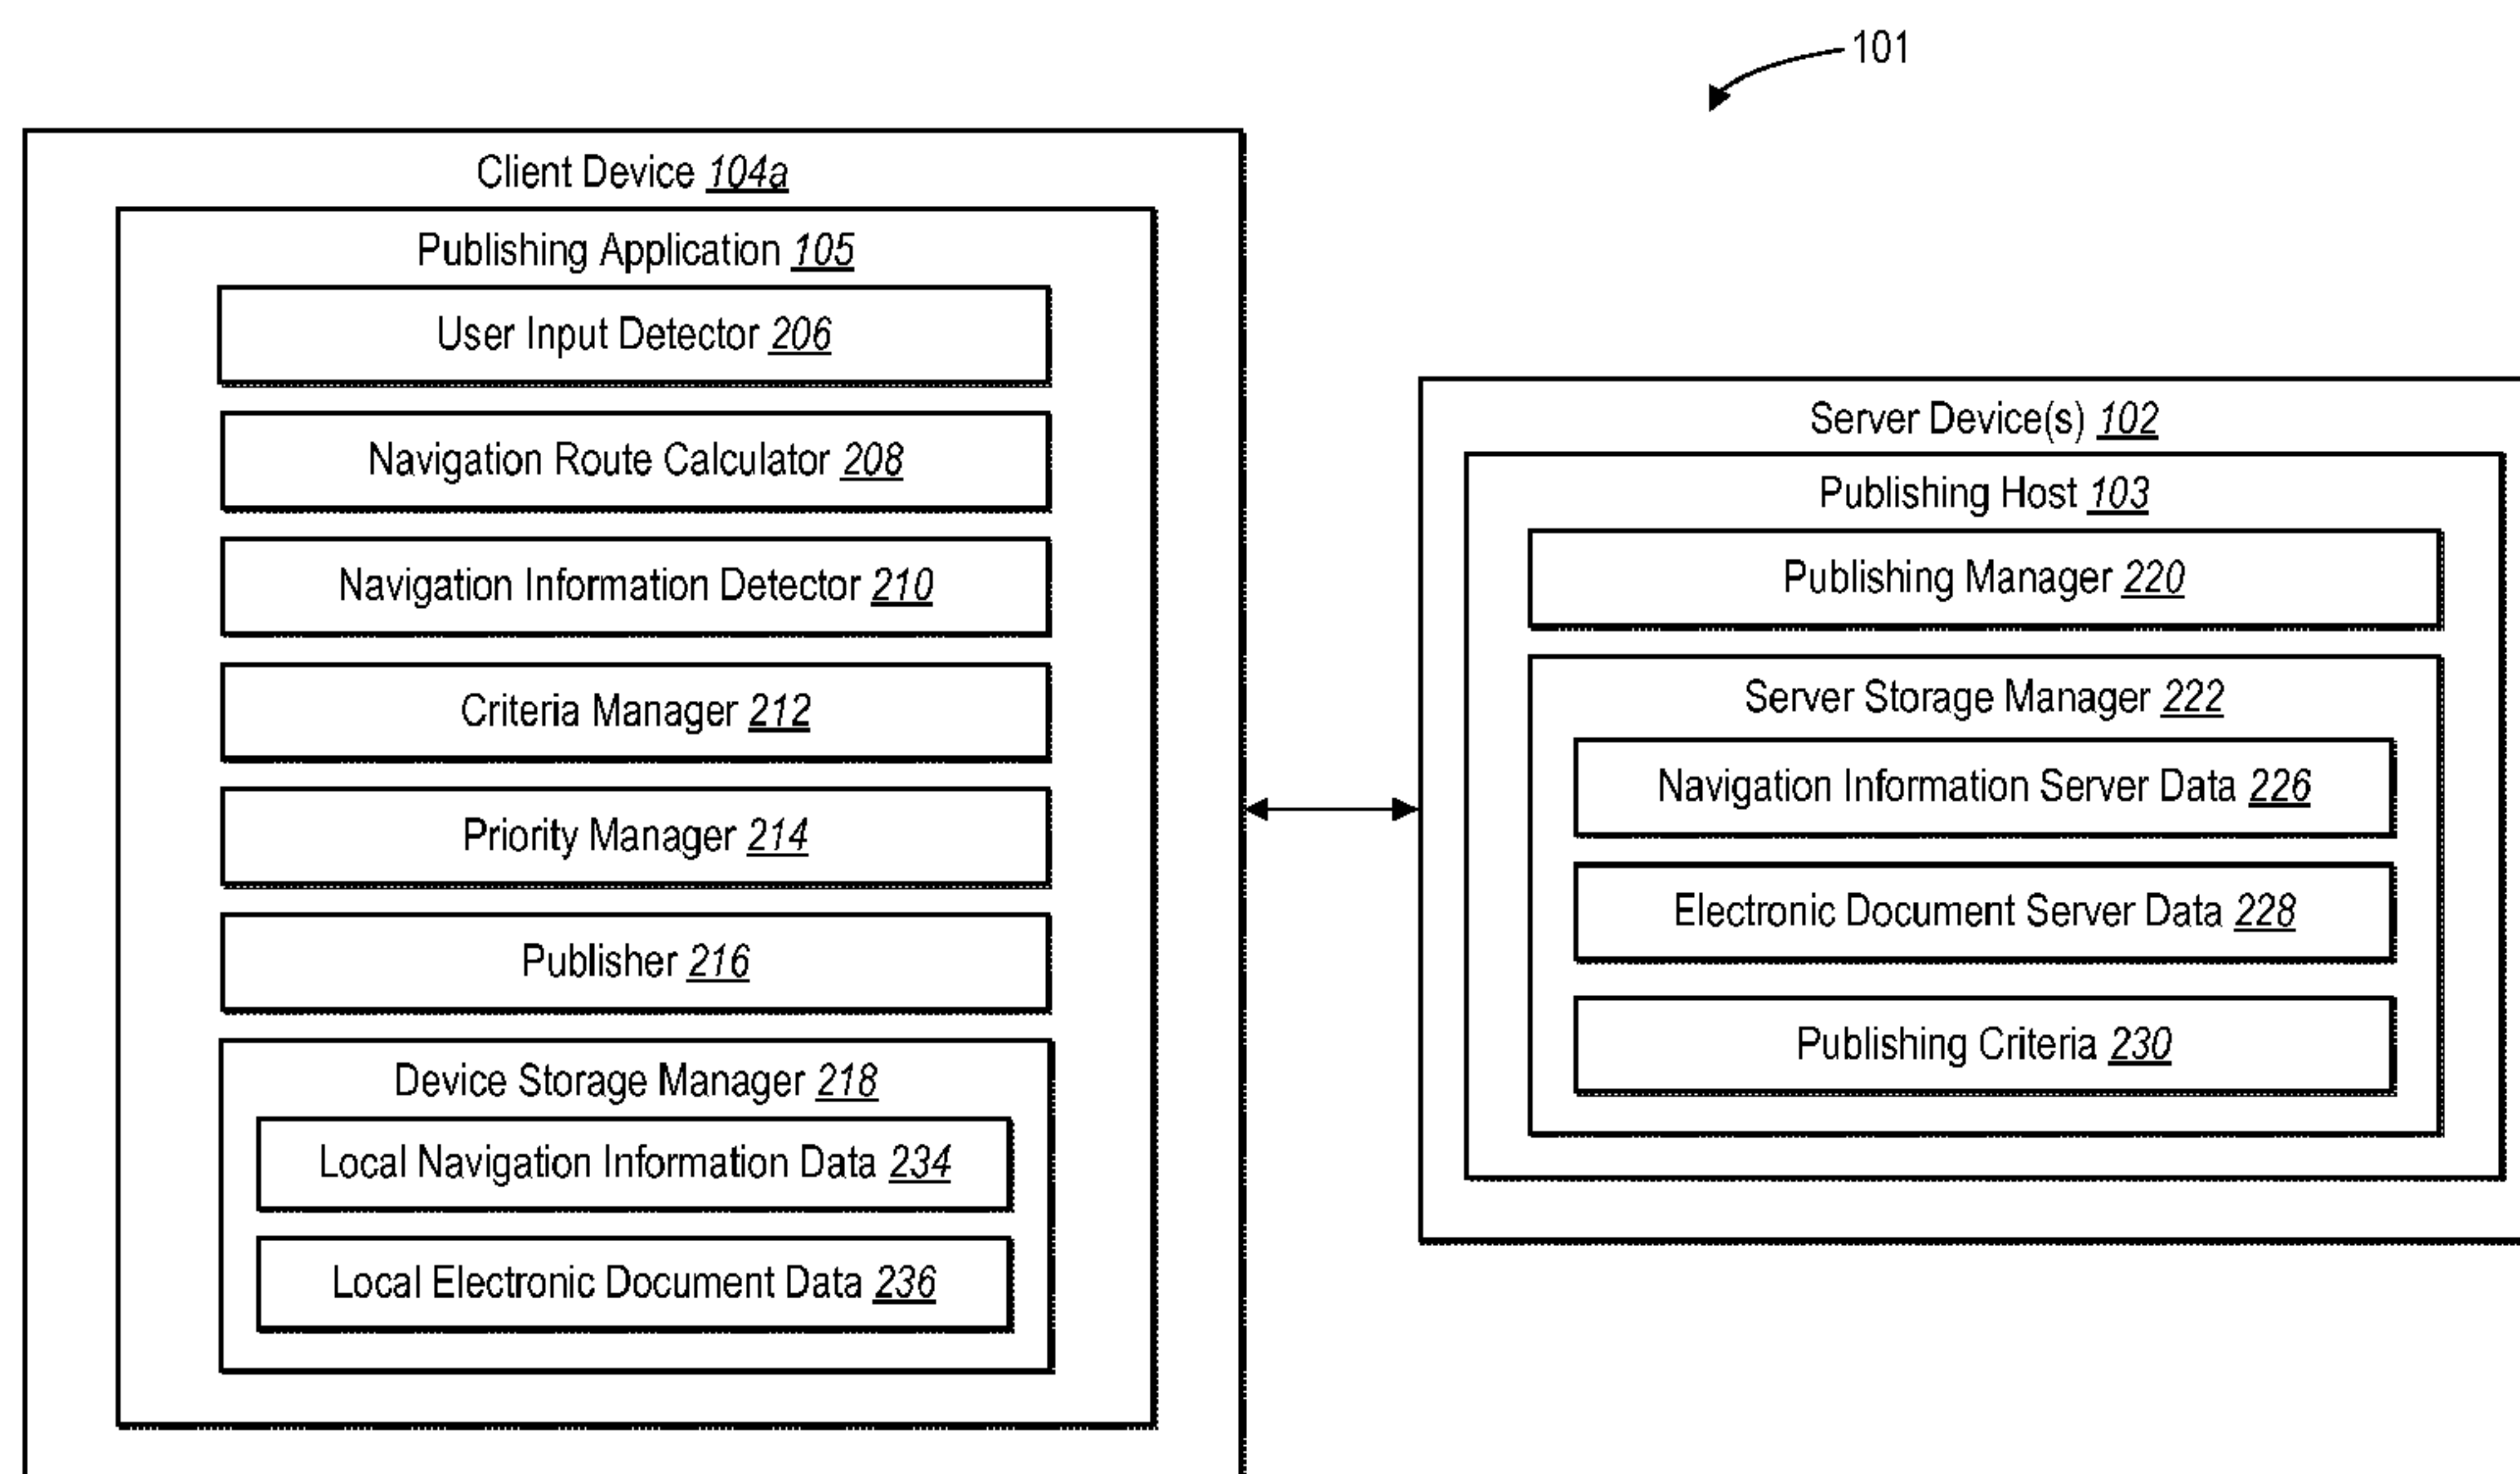 101
Client Device 104a
Publishing Application 105
User Input Detector 206
Navigation Route Calculator 208
Navigation Information Detector 210
Criteria Manager 212
Priority Manager 214
Publisher 216
Device Storage Manager 218
Local Navigation Information Data 234
Local Electronic Document Data 236
Server Device(s) 102
Publishing Host 103
Publishing Manager 220
Server Storage Manager 222
Navigation Information Server Data 226
Electronic Document Server Data 228
Publishing Criteria 230